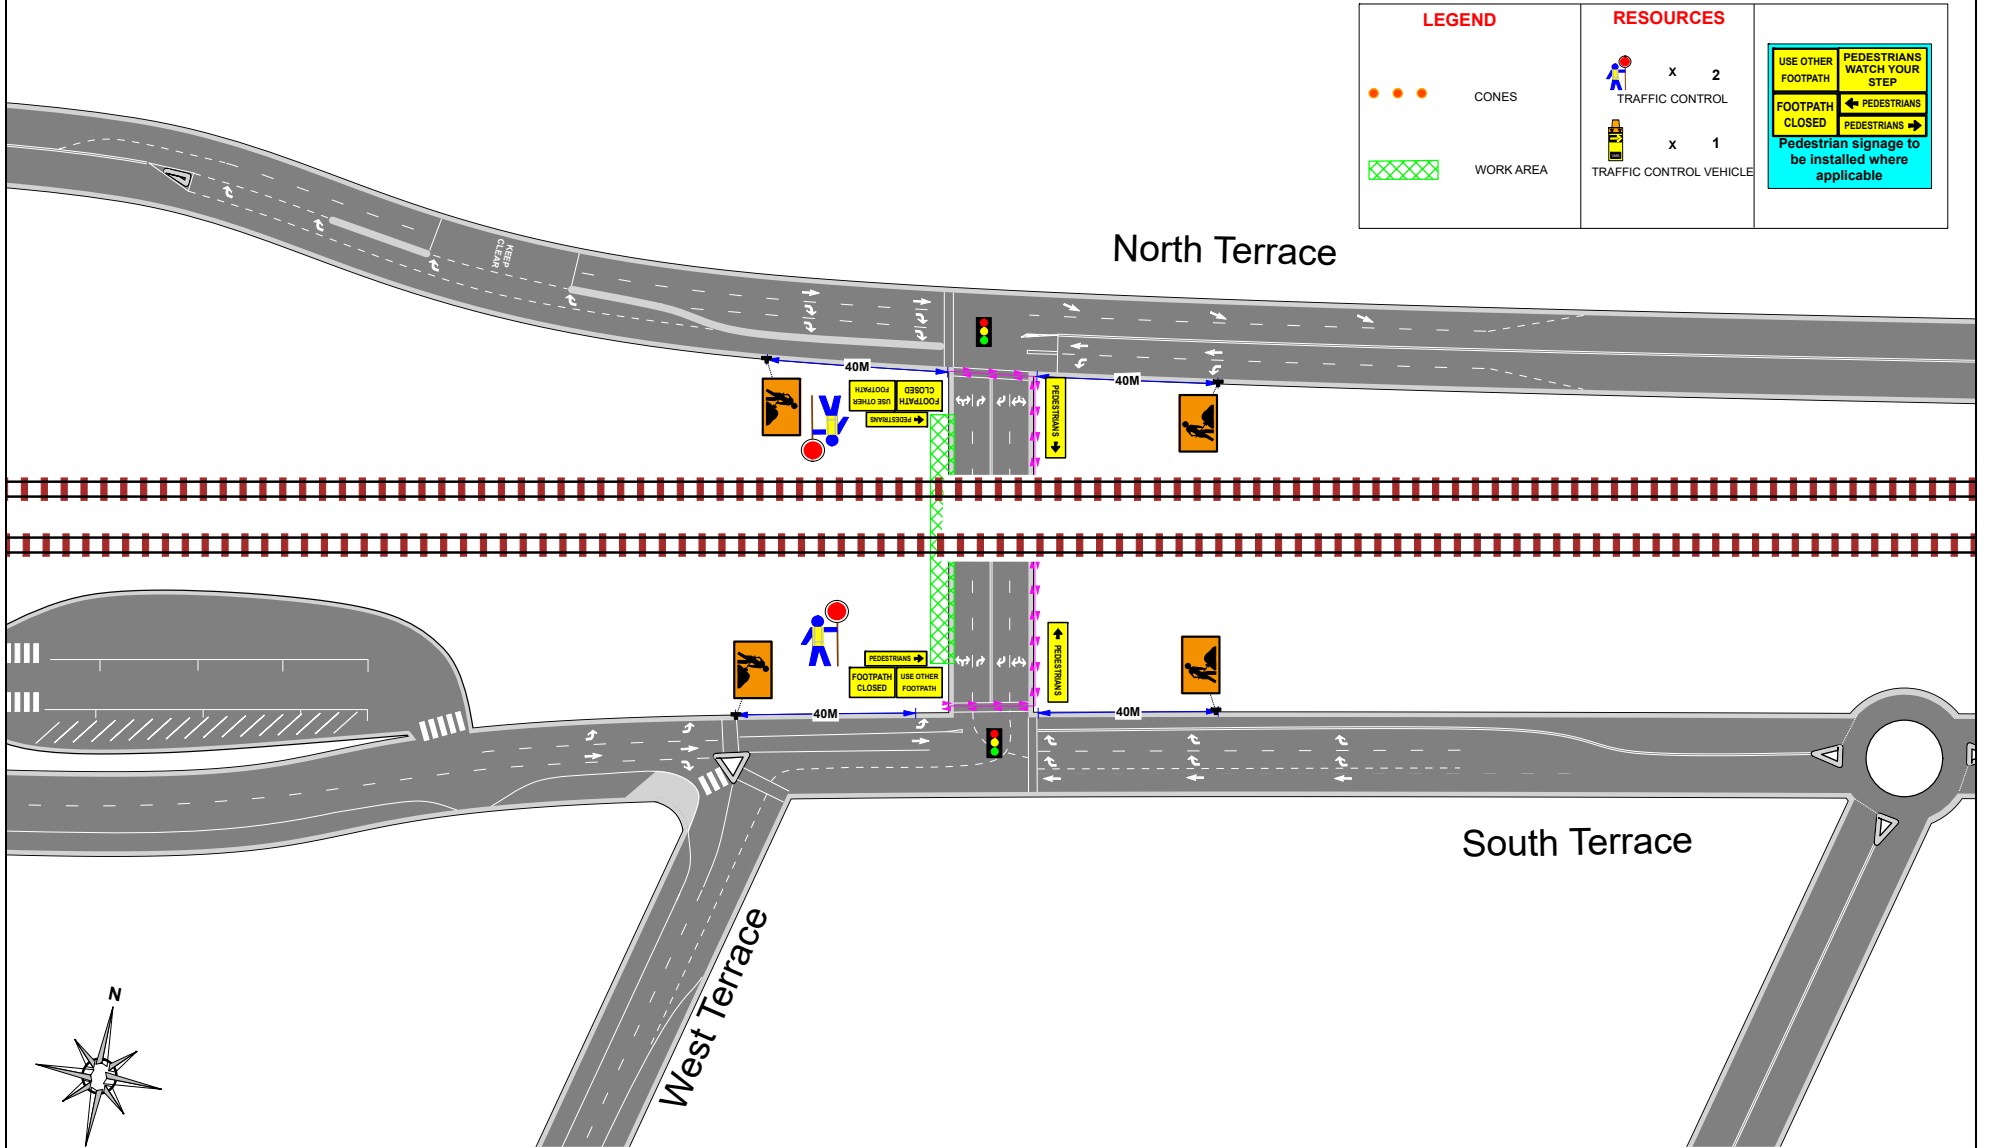 LEGEND
CONES
WORK AREA
RESOURCES
x 2
TRAFFIC CONTROL
x 1
TRAFFIC CONTROL VEHICLE
USE OTHER
FOOTPATH
PEDESTRIANS
WATCH YOUR
STEP
FOOTPATH
CLOSED
PEDESTRIANS
PEDESTRIANS
Pedestrian signage to
be installed where
applicable
North Terrace
KEEP
CLEAR
40M
40M
FOOTPATH
CLOSED
USE OTHER
FOOTPATH
PEDESTRIANS
PEDESTRIANS
PEDESTRIANS
FOOTPATH
CLOSED
USE OTHER
FOOTPATH
PEDESTRIANS
40M
40M
South Terrace
West Terrace
N